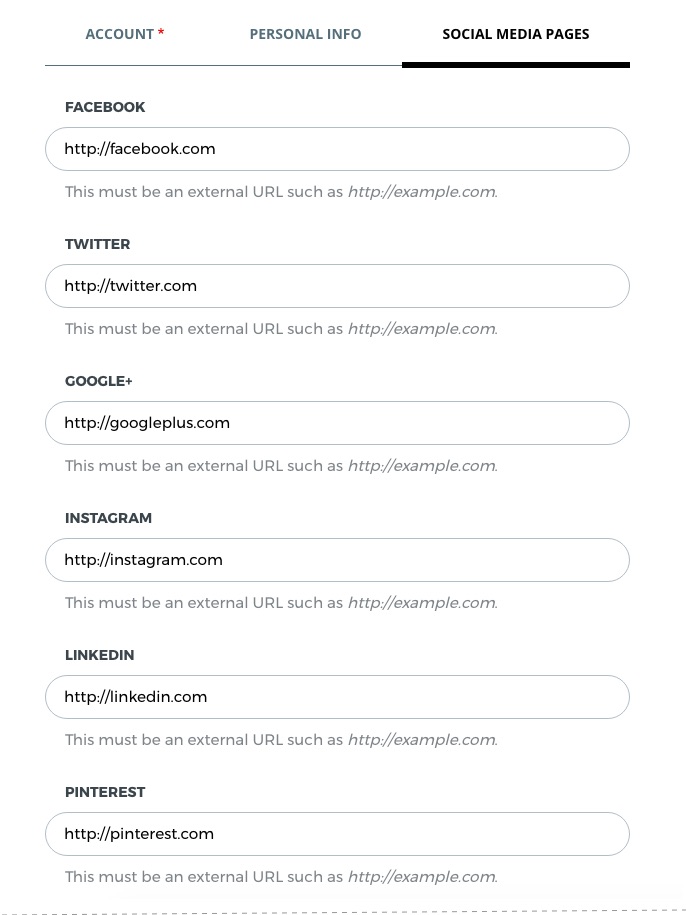 ACCOUNT * PERSONAL INFO SOCIAL MEDIA PAGES
FACEBOOK
http://facebook.com
This must be an external URL such as http://example.com.
TWITTER
http://twitter.com
This must be an external URL such as http://example.com.
GOOGLE+
http://googleplus.com
This must be an external URL such as http://example.com.
INSTAGRAM
http://instagram.com
This must be an external URL such as http://example.com.
LINKEDIN
http://linkedin.com
This must be an external URL such as http://example.com.
PINTEREST
http://pinterest.com
This must be an external URL such as http://example.com.